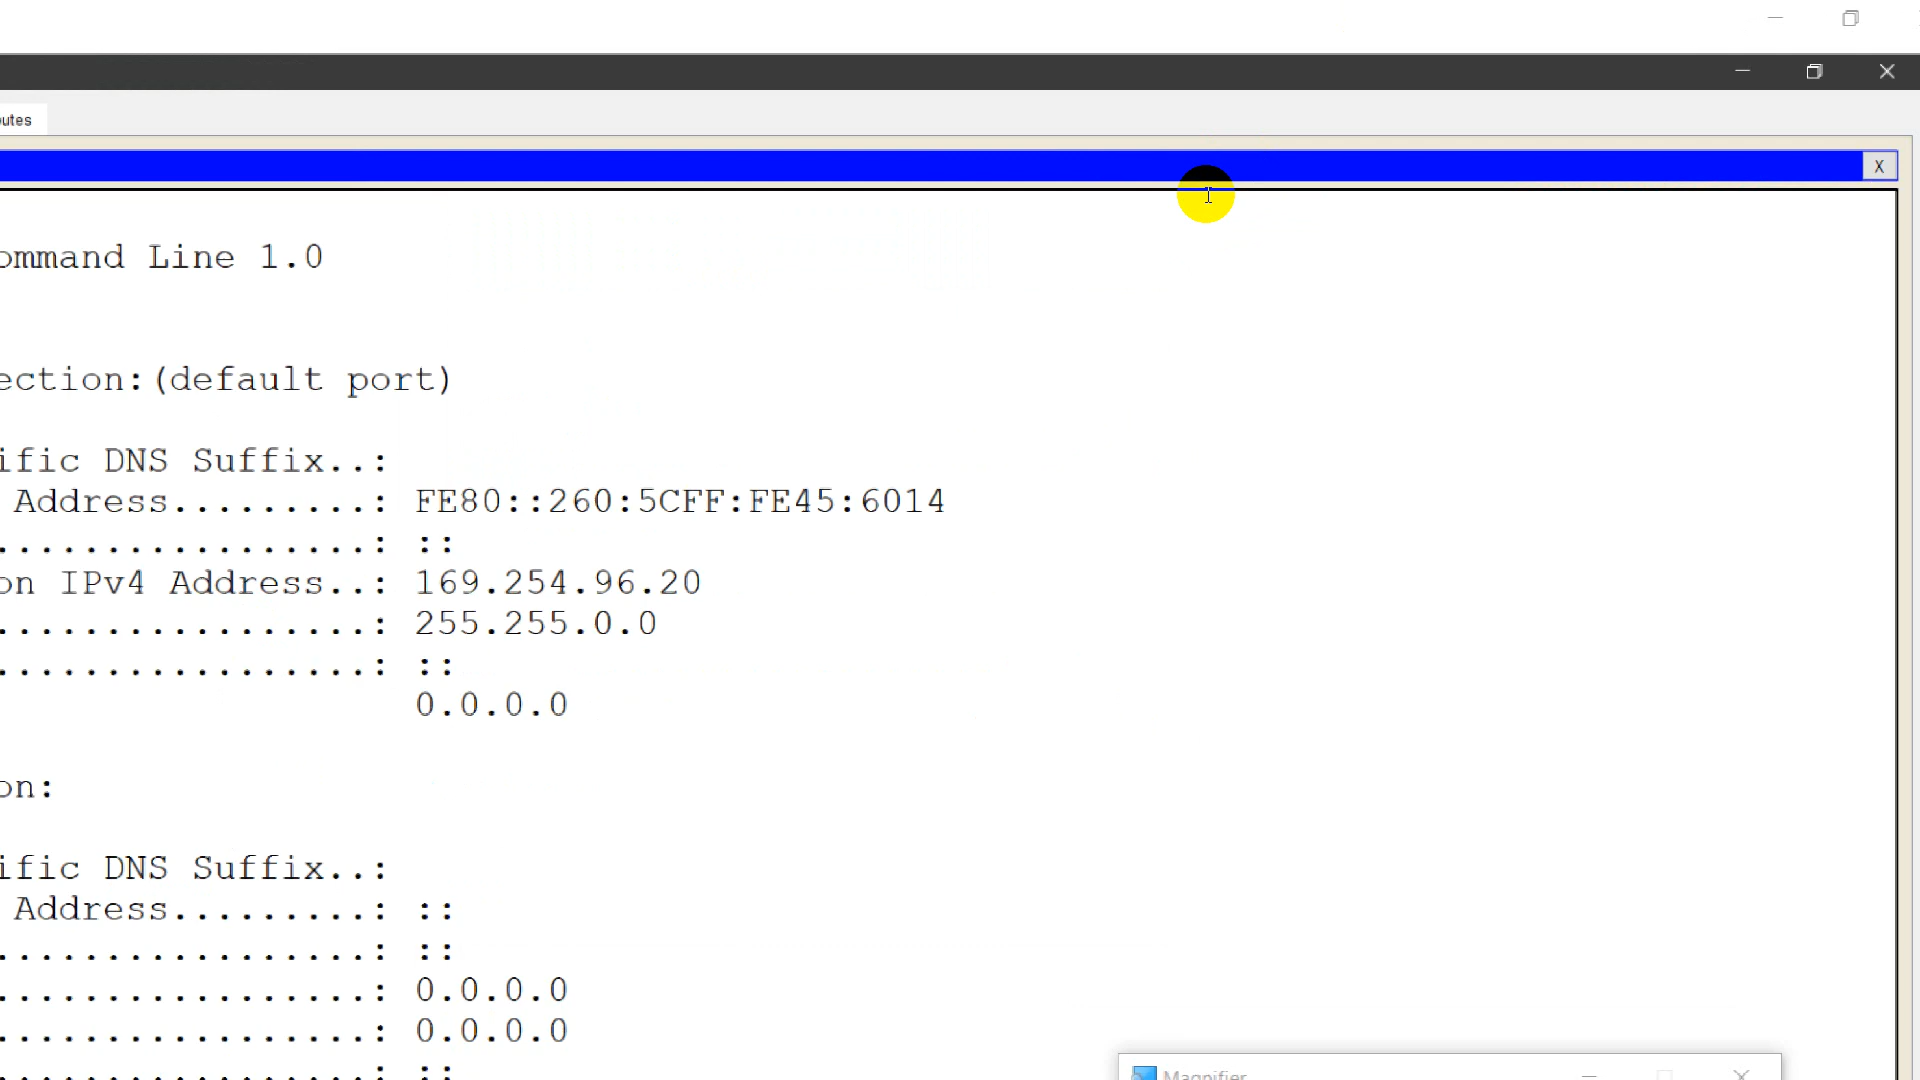 utes
X
ommand Line 1.0
ection:(default port)
ific DNS Suffix..:
Address.........: FE80::260:5CFF:FE45:6014
.................: ::
on IPv4 Address..: 169.254.96.20
.................: 255.255.0.0
.................: ::
0.0.0.0
on:
ific DNS Suffix..:
Address.........: ::
.................: ::
.................: 0.0.0.0
.................: 0.0.0.0
.................: ::
Magnifier